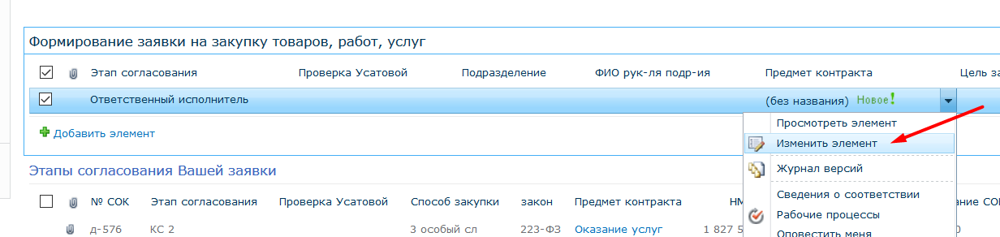 Формирование заявки на закупку товаров, работ, услуг
Этап согласования Проверка Усатовой Подразделение ФИО рук-ля подр-ия Предмет контракта Цель за
Ответственный исполнитель (без названия) Новое!
Добавить элемент
Просмотреть элемент
Изменить элемент
Журнал версий
Сведения о соответствии
Рабочие процессы
Оповестить меня
Этапы согласования Вашей заявки
№ СОК Этап согласования Проверка Усатовой Способ закупки закон Предмет контракта НМ ание СО
д-576 КС 2 3 особый сл 223-ФЗ Оказание услуг 1 827 5 0